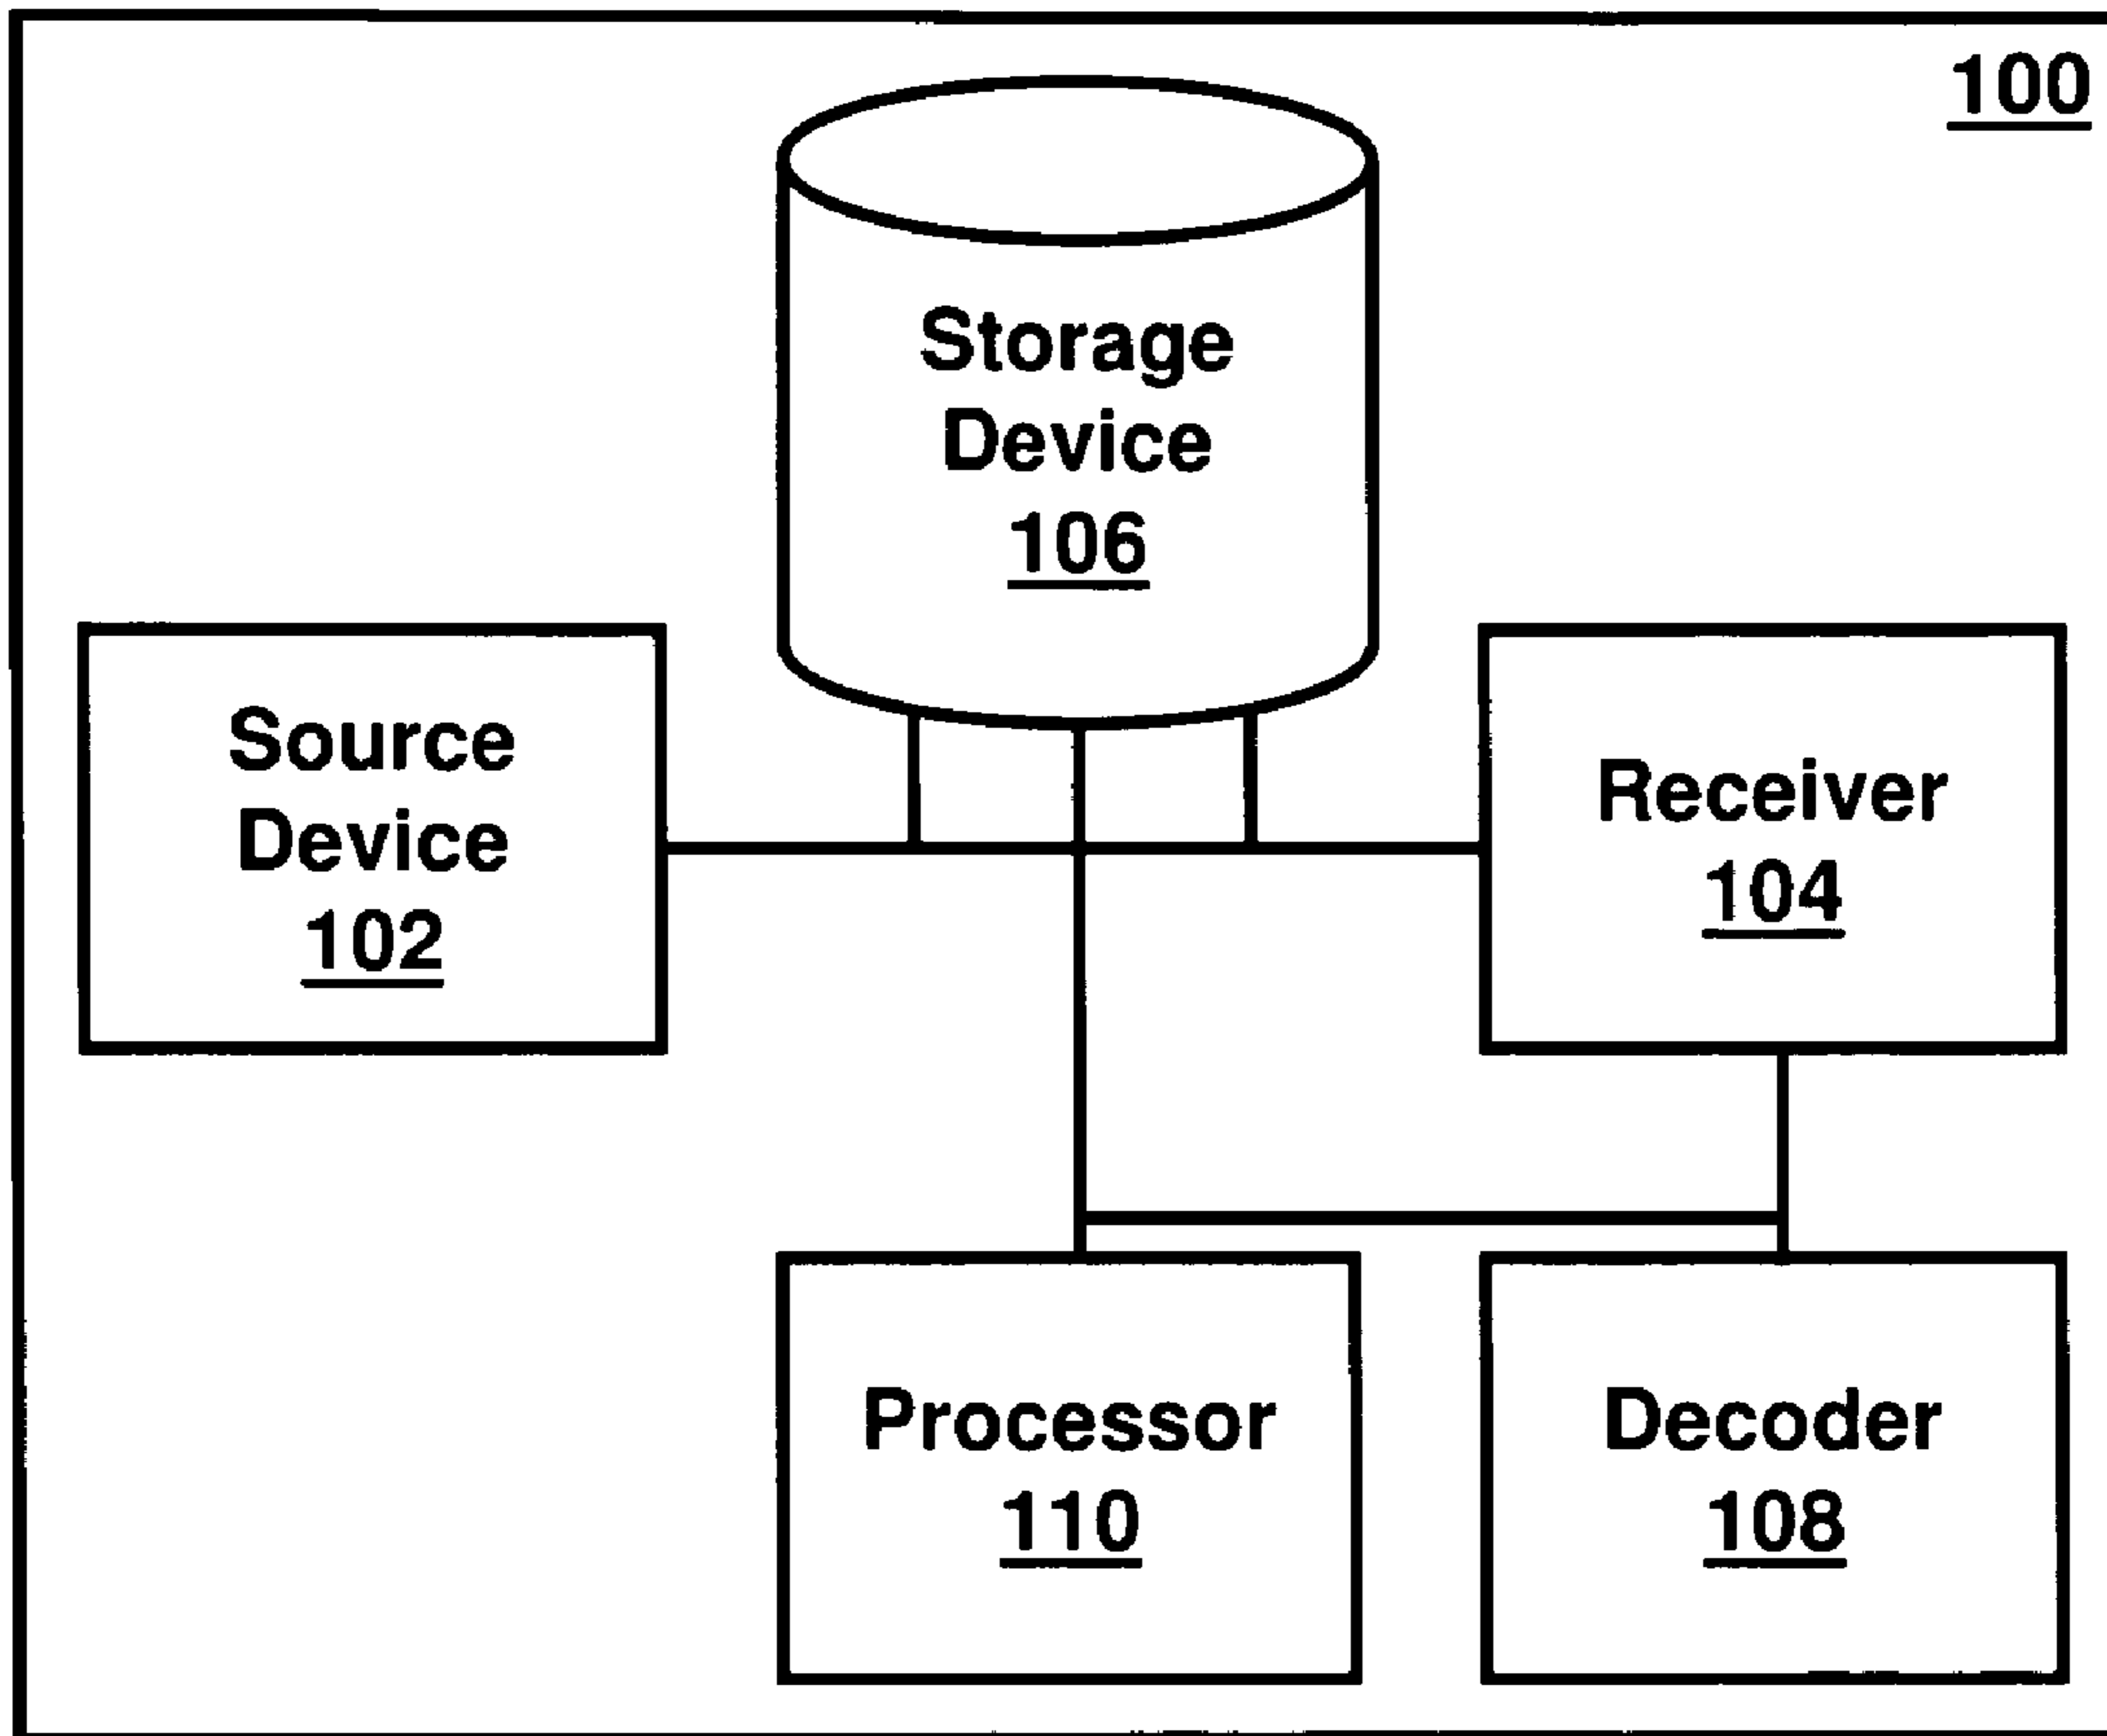 100
Storage
Device
106
Source
Device
102
Receiver
104
Processor
110
Decoder
108